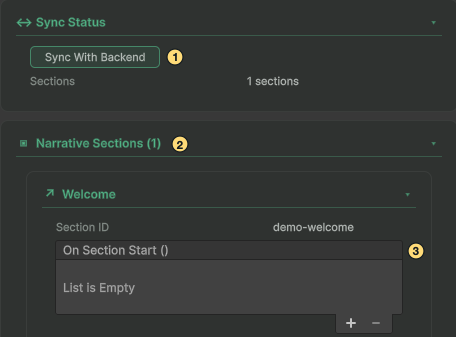 Sync Status
Sync With Backend 1
Sections 1 sections
Narrative Sections (1) 2
Welcome
Section ID demo-welcome
On Section Start () 3
List is Empty
+ −